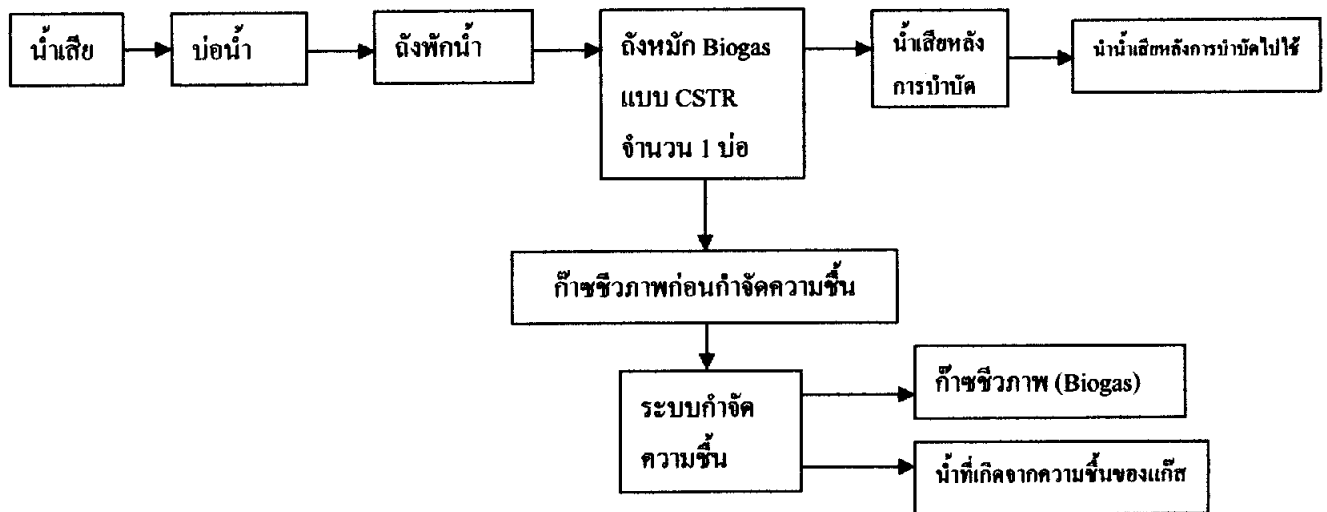 น้ำเสีย
บ่อน้ำ
ถังพักน้ำ
ถังหมัก Biogas
แบบ CSTR
จำนวน 1 บ่อ
น้ำเสียหลัง
การบำบัด
นำน้ำเสียหลังการบำบัดไปใช้
ก๊าซชีวภาพก่อนกำจัดความชื้น
ระบบกำจัด
ความชื้น
ก๊าซชีวภาพ (Biogas)
น้ำที่เกิดจากความชื้นของแก๊ส